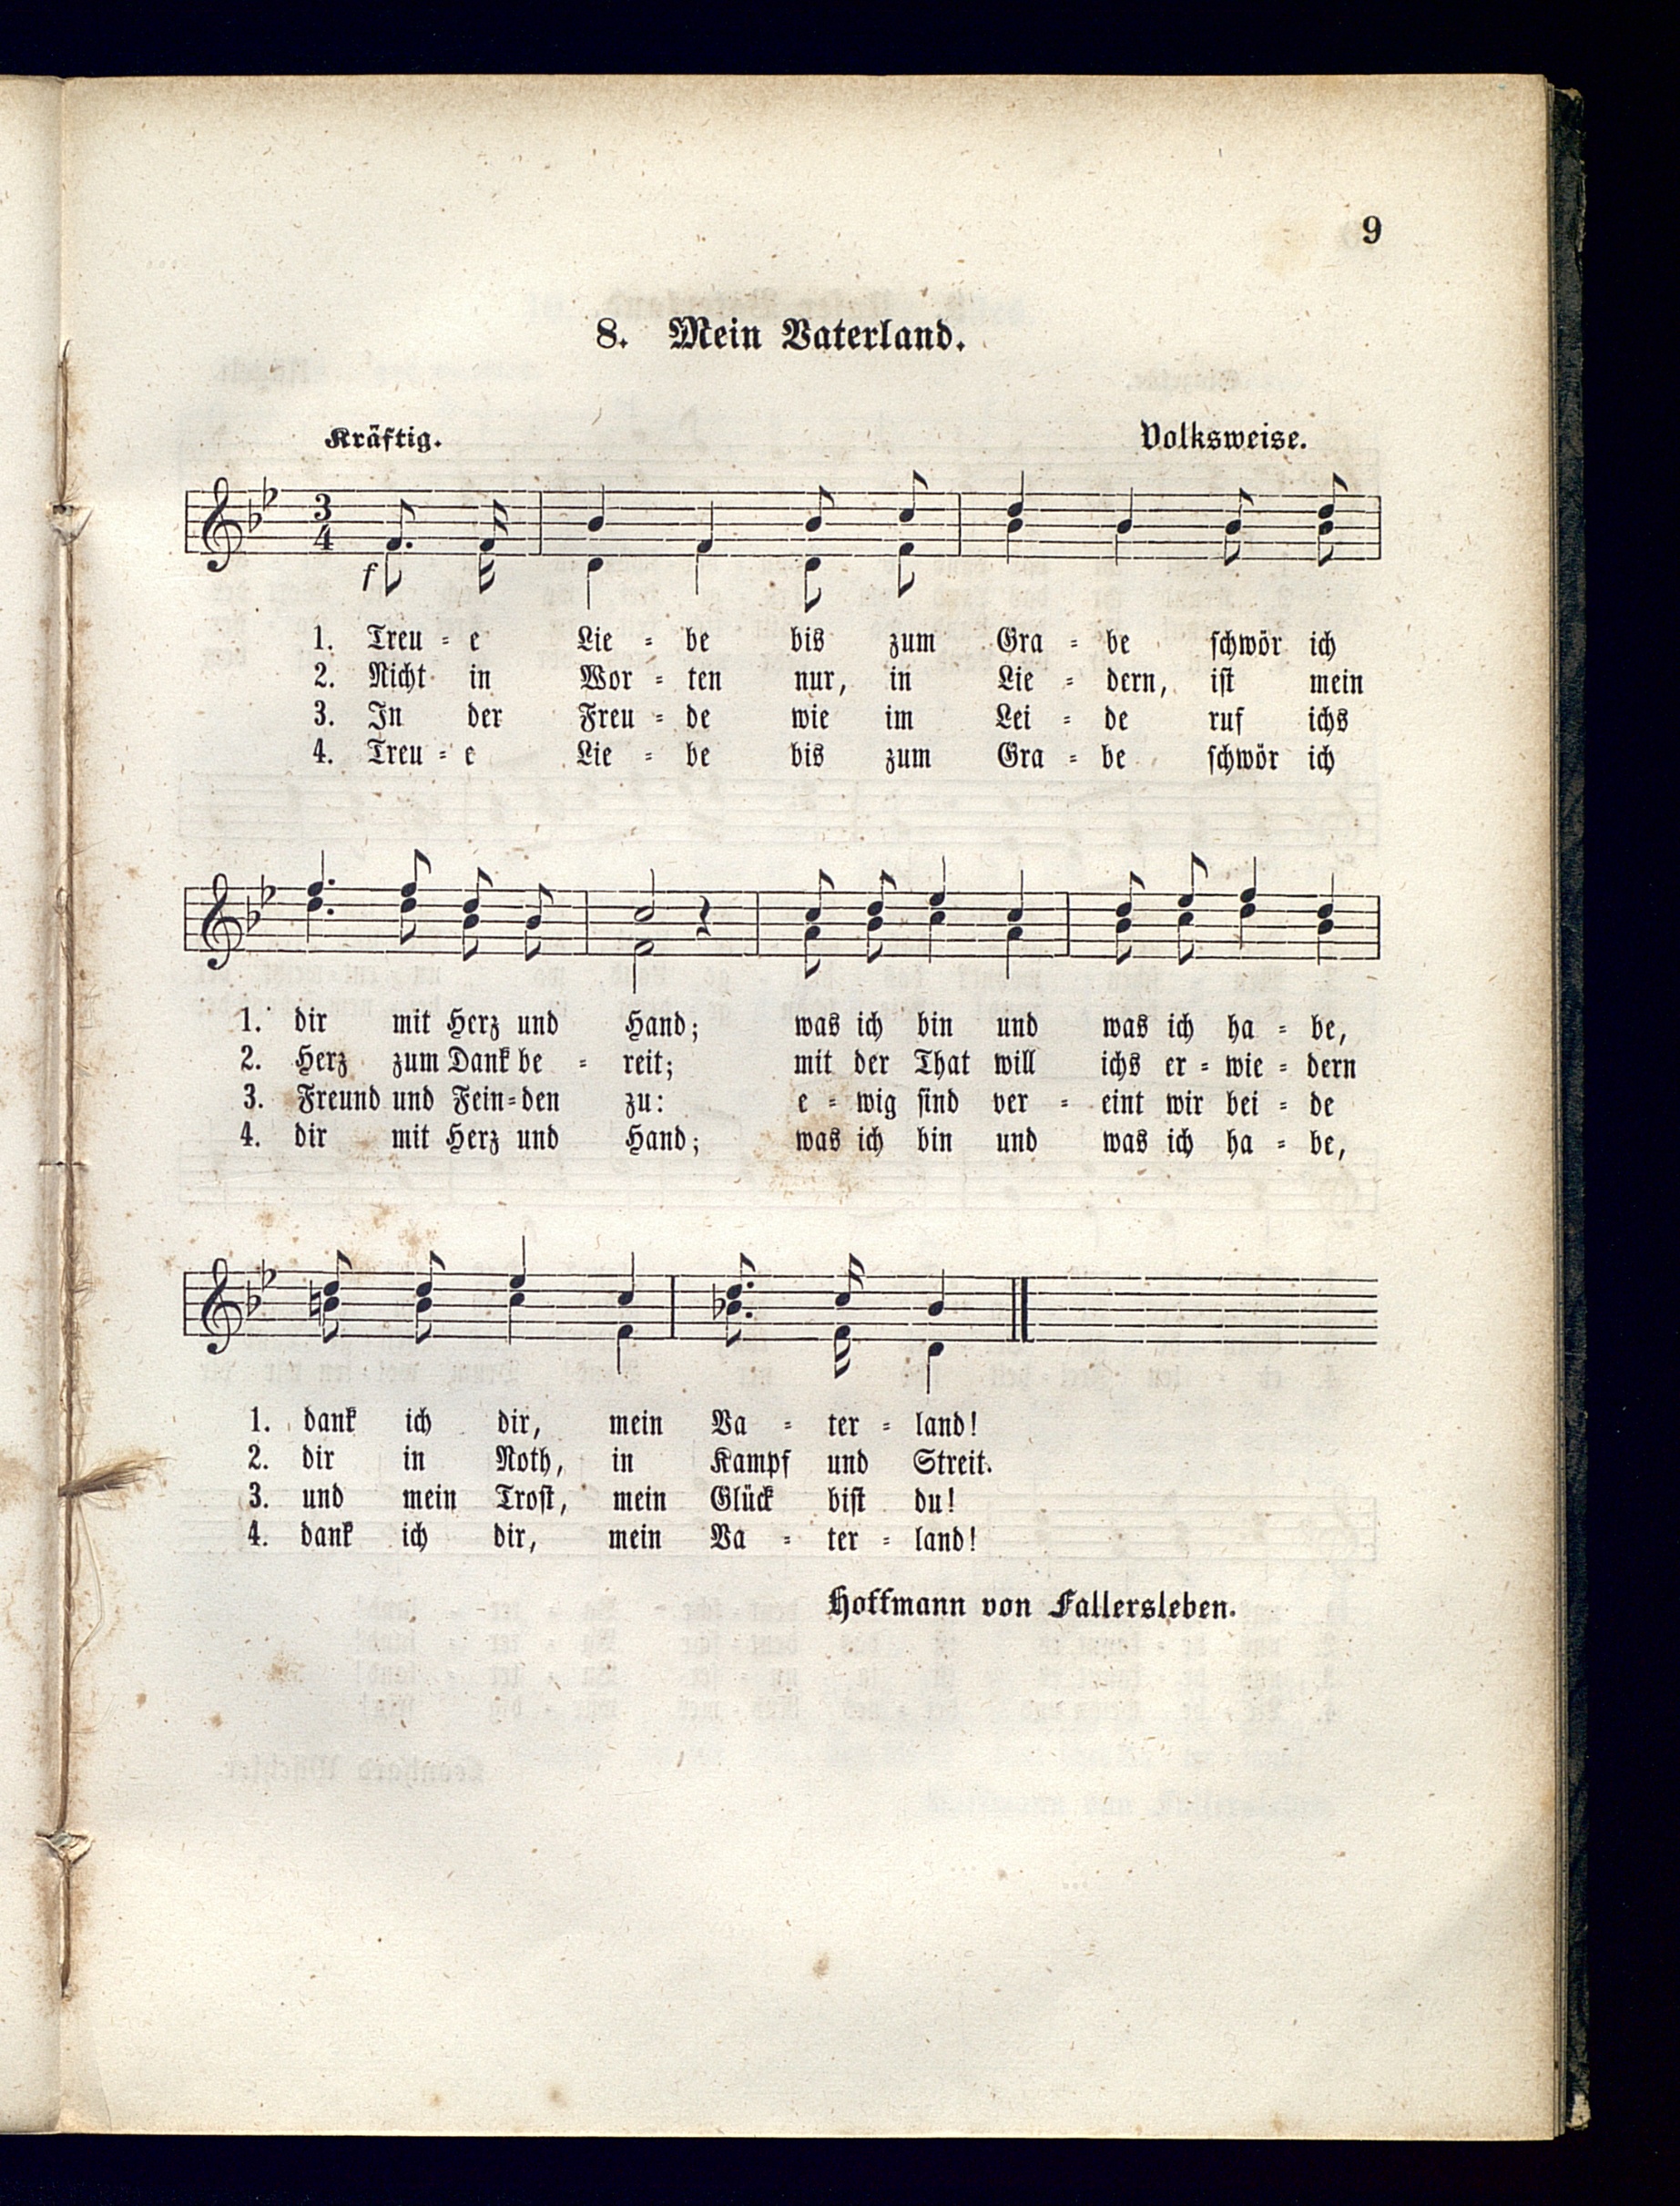 9
8. Mein Vaterland.
Kräftig.
Volksweise.
3
4
f
1. Treu - e Lie - be bis zum Gra - be schwör ich
2. Nicht in Wor - ten nur, in Lie - dern, ist mein
3. In der Freu - de wie im Lei - de ruf ichs
4. Treu - e Lie - be bis zum Gra - be schwör ich
1. dir mit Herz und Hand; was ich bin und was ich ha - be,
2. Herz zum Dank be - reit; mit der That will ichs er - wie - dern
3. Freund und Fein - den zu: e - wig sind ver - eint wir bei - de
4. dir mit Herz und Hand; was ich bin und was ich ha - be,
1. dank ich dir, mein Va - ter - land!
2. dir in Noth, in Kampf und Streit.
3. und mein Trost, mein Glück bist du!
4. dank ich dir, mein Va - ter - land!
Hoffmann von Fallersleben.